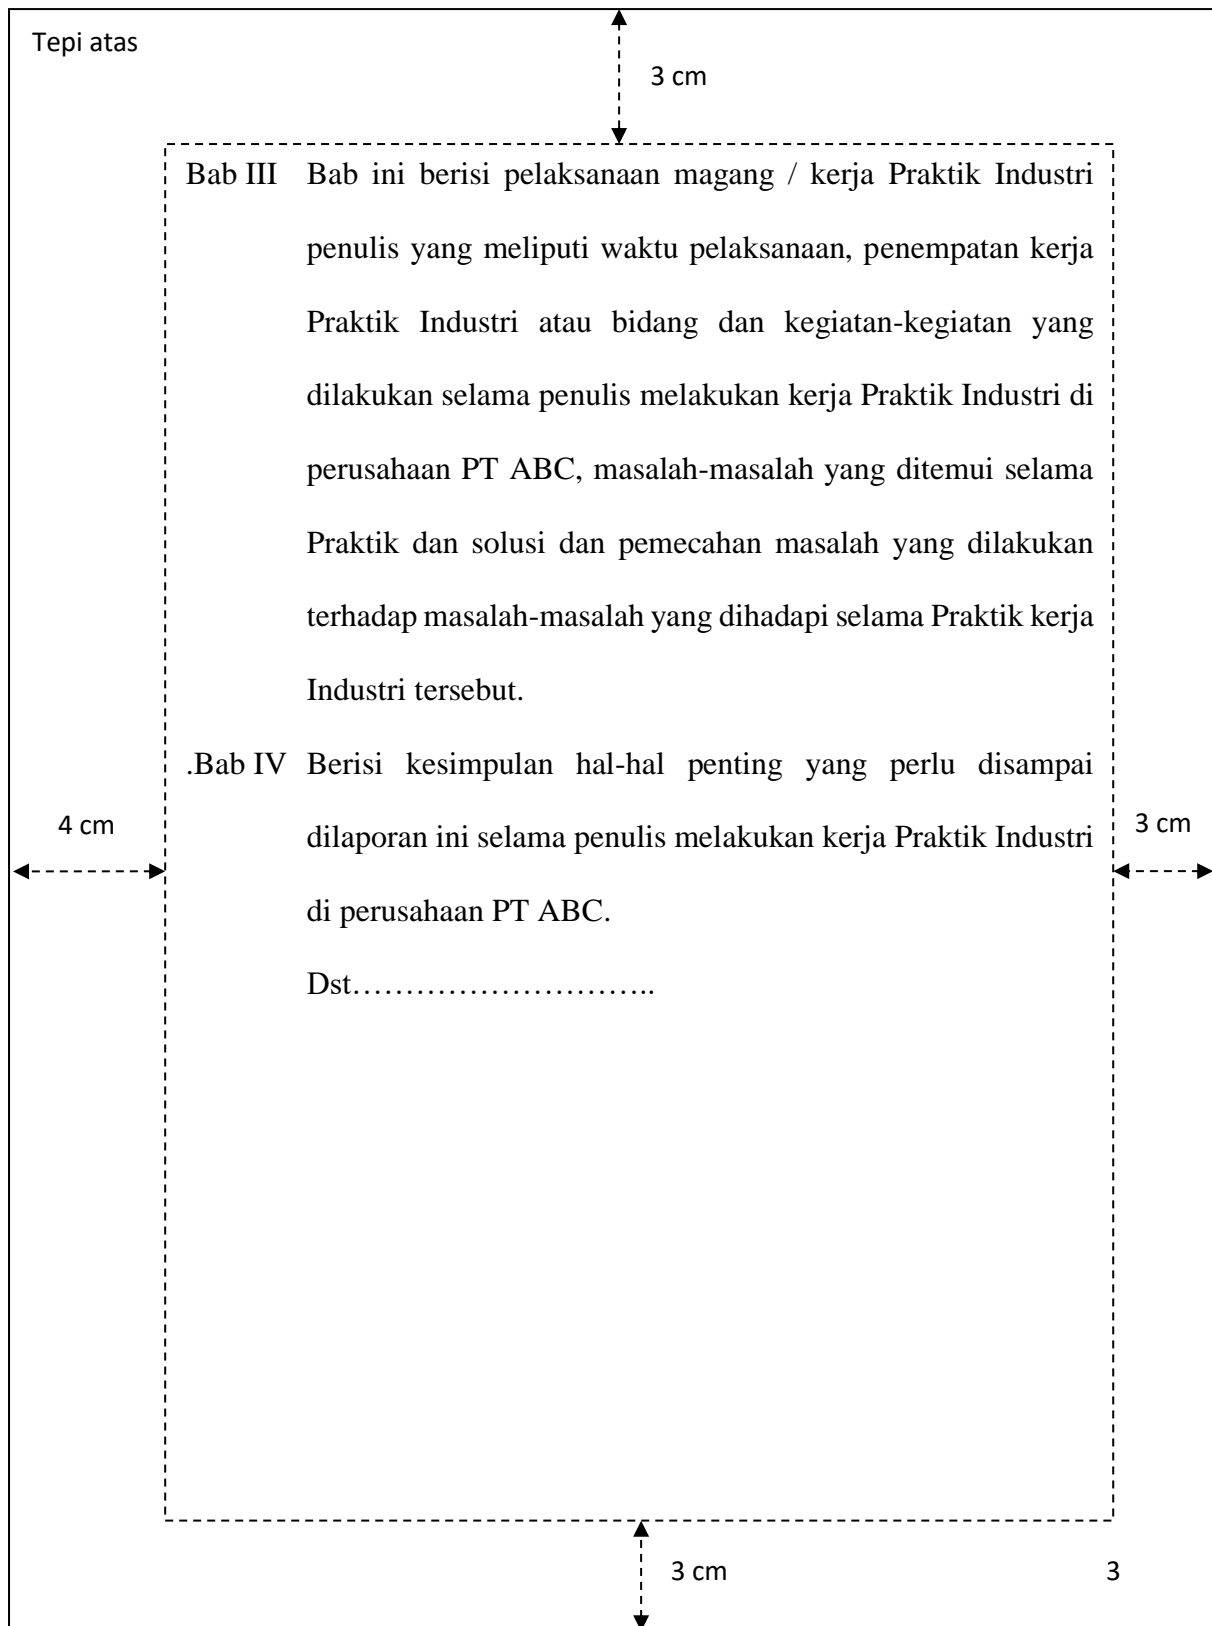 Tepi atas
3 cm
Bab III Bab ini berisi pelaksanaan magang / kerja Praktik Industri
penulis yang meliputi waktu pelaksanaan, penempatan kerja
Praktik Industri atau bidang dan kegiatan-kegiatan yang
dilakukan selama penulis melakukan kerja Praktik Industri di
perusahaan PT ABC, masalah-masalah yang ditemui selama
Praktik dan solusi dan pemecahan masalah yang dilakukan
terhadap masalah-masalah yang dihadapi selama Praktik kerja
Industri tersebut.
.Bab IV Berisi kesimpulan hal-hal penting yang perlu disampai
4 cm
dilaporan ini selama penulis melakukan kerja Praktik Industri
3 cm
di perusahaan PT ABC.
Dst………………………..
3 cm
3